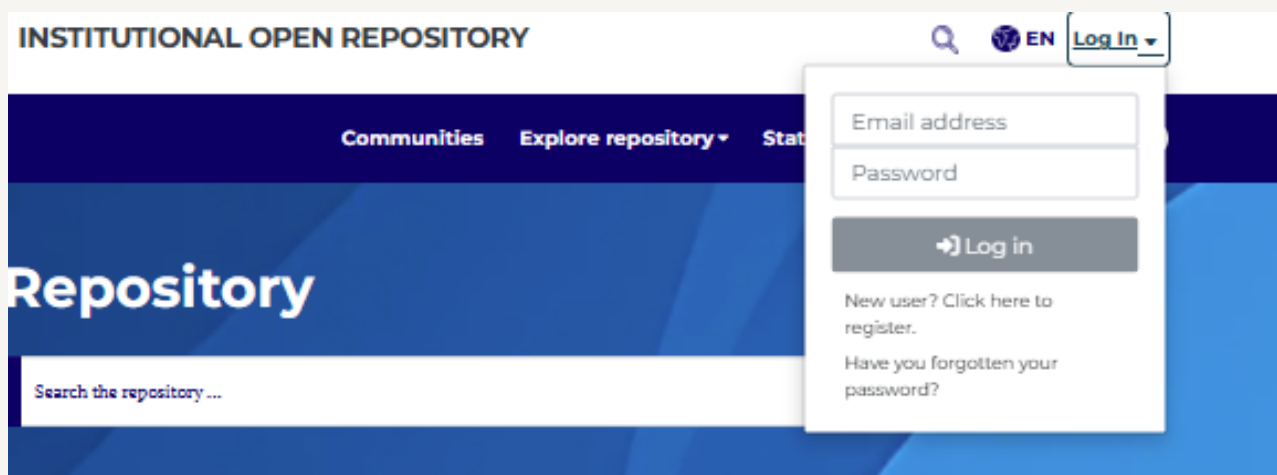 INSTITUTIONAL OPEN REPOSITORY
EN
Log In
Communities
Explore repository
Email address
Password
Log in
New user? Click here to
register.
Have you forgotten your
password?
Repository
Search the repository ...